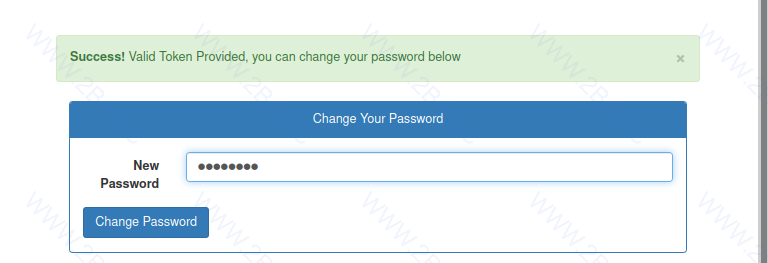 Success! Valid Token Provided, you can change your password below ×
Change Your Password
New
Password
••••••••
Change Password